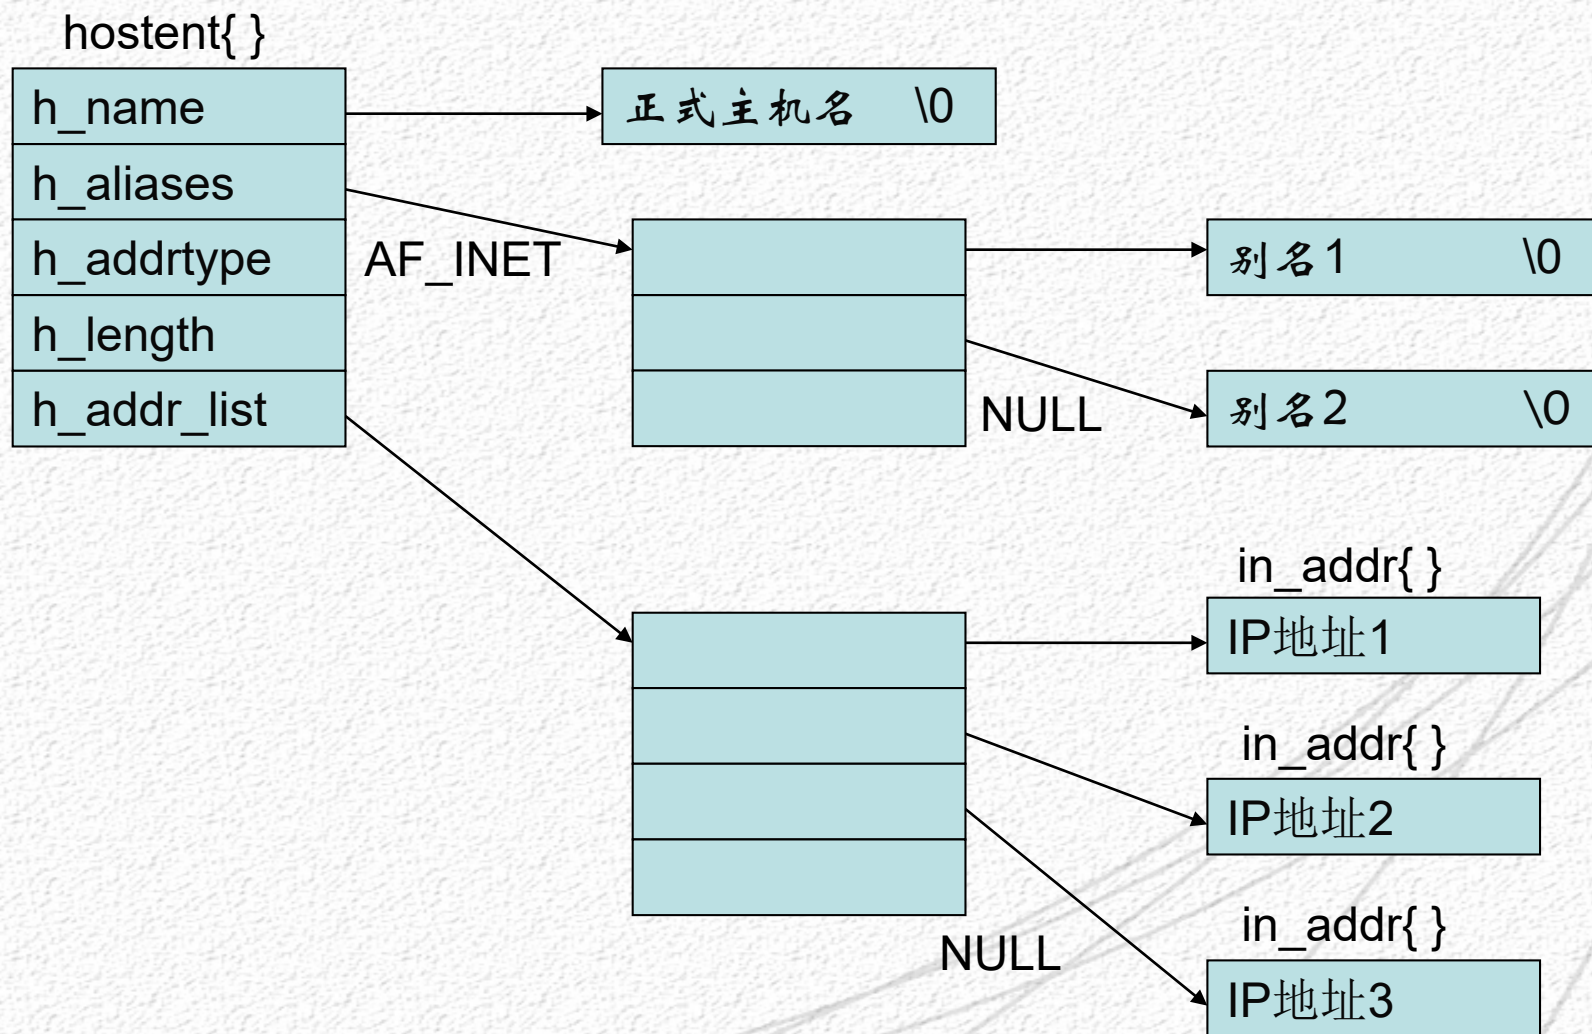 hostent{ }
h_name
正式主机名 \0
h_aliases
h_addrtype
AF_INET
别名1 \0
h_length
h_addr_list
NULL
别名2 \0
in_addr{ }
IP地址1
in_addr{ }
IP地址2
in_addr{ }
NULL
IP地址3